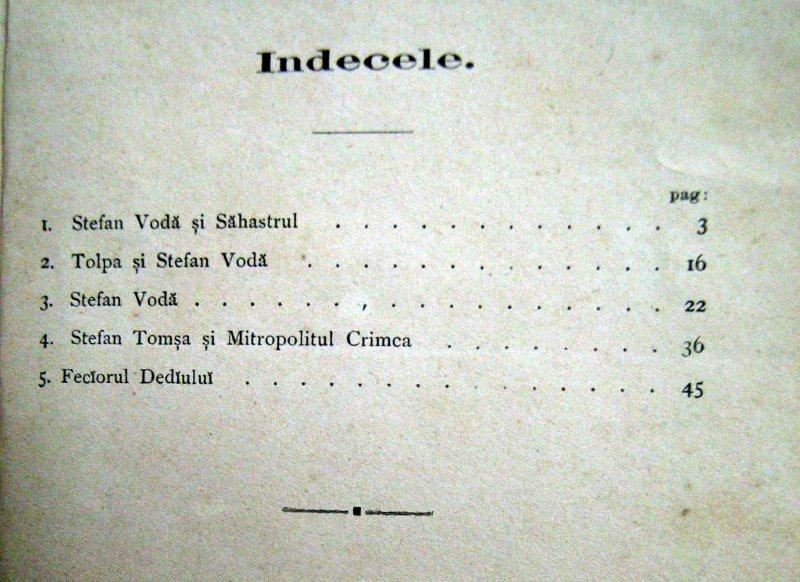 Indecele.
pag:
1. Stefan Vodă și Săhastrul . . . . . . . . . . . . 3
2. Tolpa și Stefan Vodă . . . . . . . . . . . . . 16
3. Stefan Vodă . . . . . . , . . . . . . . . . . 22
4. Stefan Tomșa și Mitropolitul Crimca . . . . . . . . 36
5. Fecĭorul Dedĭuluĭ . . . . . . . . . . . . . . . 45